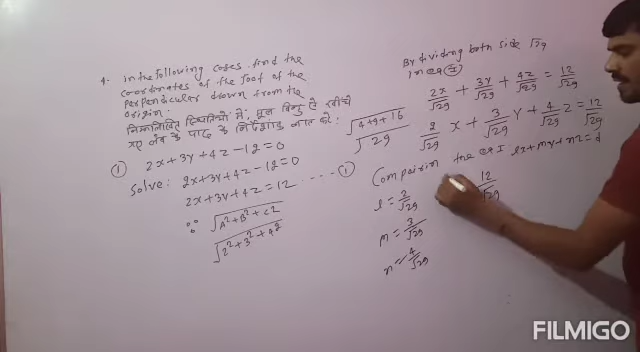 4. In the following cases, find the
coordinates of the foot of the
perpendicular drawn from the
origin.
निम्नलिखित स्थितियों में, मूल बिन्दु से खींचे
गए लंब के पाद के निर्देशांक ज्ञात करो:
① 2x+3y+4z-12=0
Solve: 2x+3y+4z-12=0
2x+3y+4z=12 ..... ①
∵ √A²+B²+C²
√2²+3²+4²
√4+9+16
√29
By dividing both side √29
in eq ①
2x/√29 + 3y/√29 + 4z/√29 = 12/√29
2/√29 x + 3/√29 y + 4/√29 z = 12/√29
Comparin the eq I lx+my+nz=d
l = 2/√29
12/√29
m = 3/√29
n = 4/√29
FILMIGO